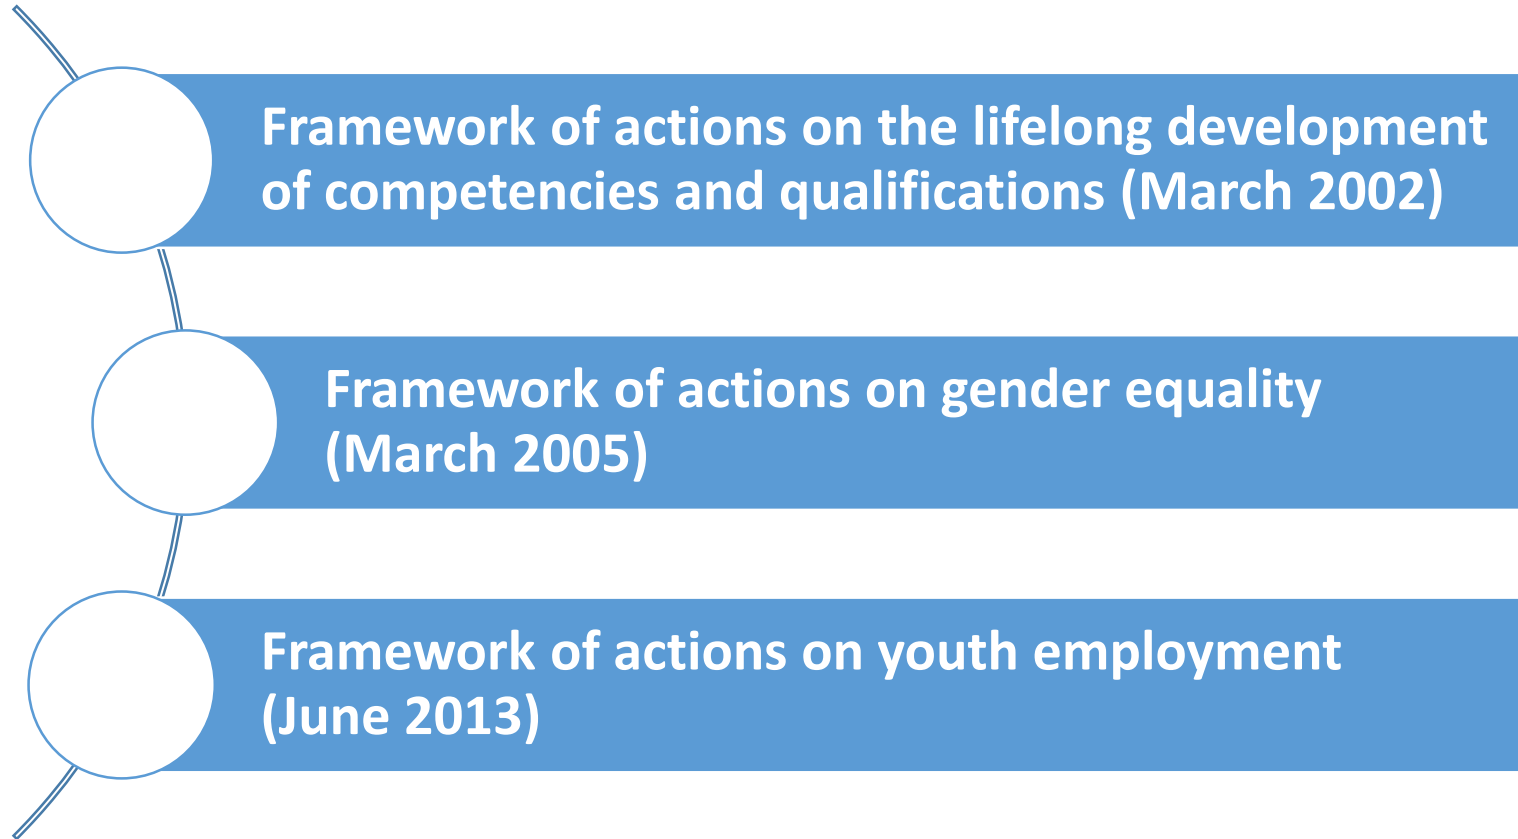 Framework of actions on the lifelong development
of competencies and qualifications (March 2002)
Framework of actions on gender equality
(March 2005)
Framework of actions on youth employment
(June 2013)